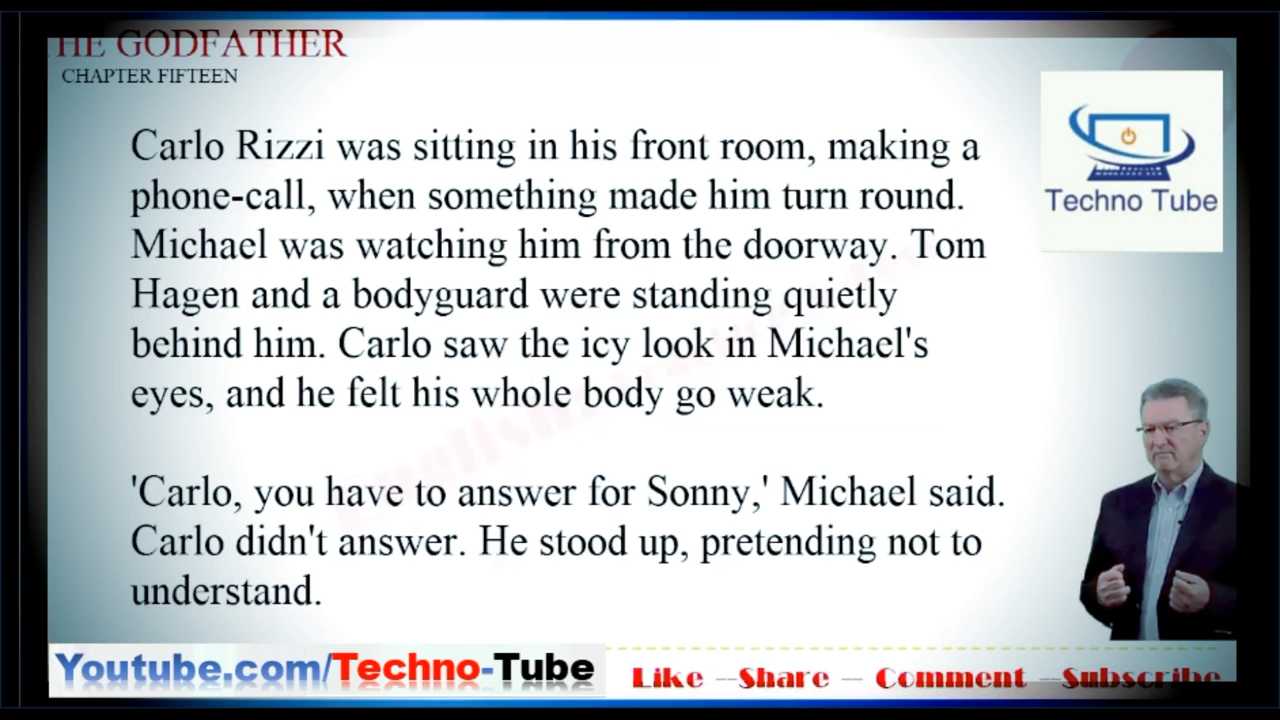 THE GODFATHER
CHAPTER FIFTEEN
Carlo Rizzi was sitting in his front room, making a
phone-call, when something made him turn round.
Michael was watching him from the doorway. Tom
Hagen and a bodyguard were standing quietly
behind him. Carlo saw the icy look in Michael's
eyes, and he felt his whole body go weak.
'Carlo, you have to answer for Sonny,' Michael said.
Carlo didn't answer. He stood up, pretending not to
understand.
Techno Tube
Youtube.com/Techno-Tube
Like --Share -- Comment --Subscribe